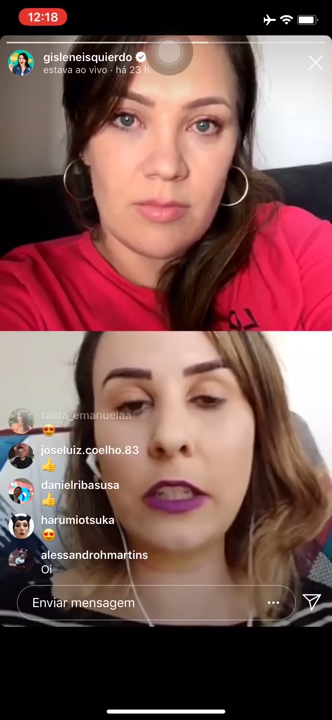 12:18
gisleneisquierdo
estava ao vivo · há 23 h
talita_emanuelaa.
joseluiz.coelho.83
danielribasusa
harumiotsuka
alessandrohmartins
Oi
Enviar mensagem